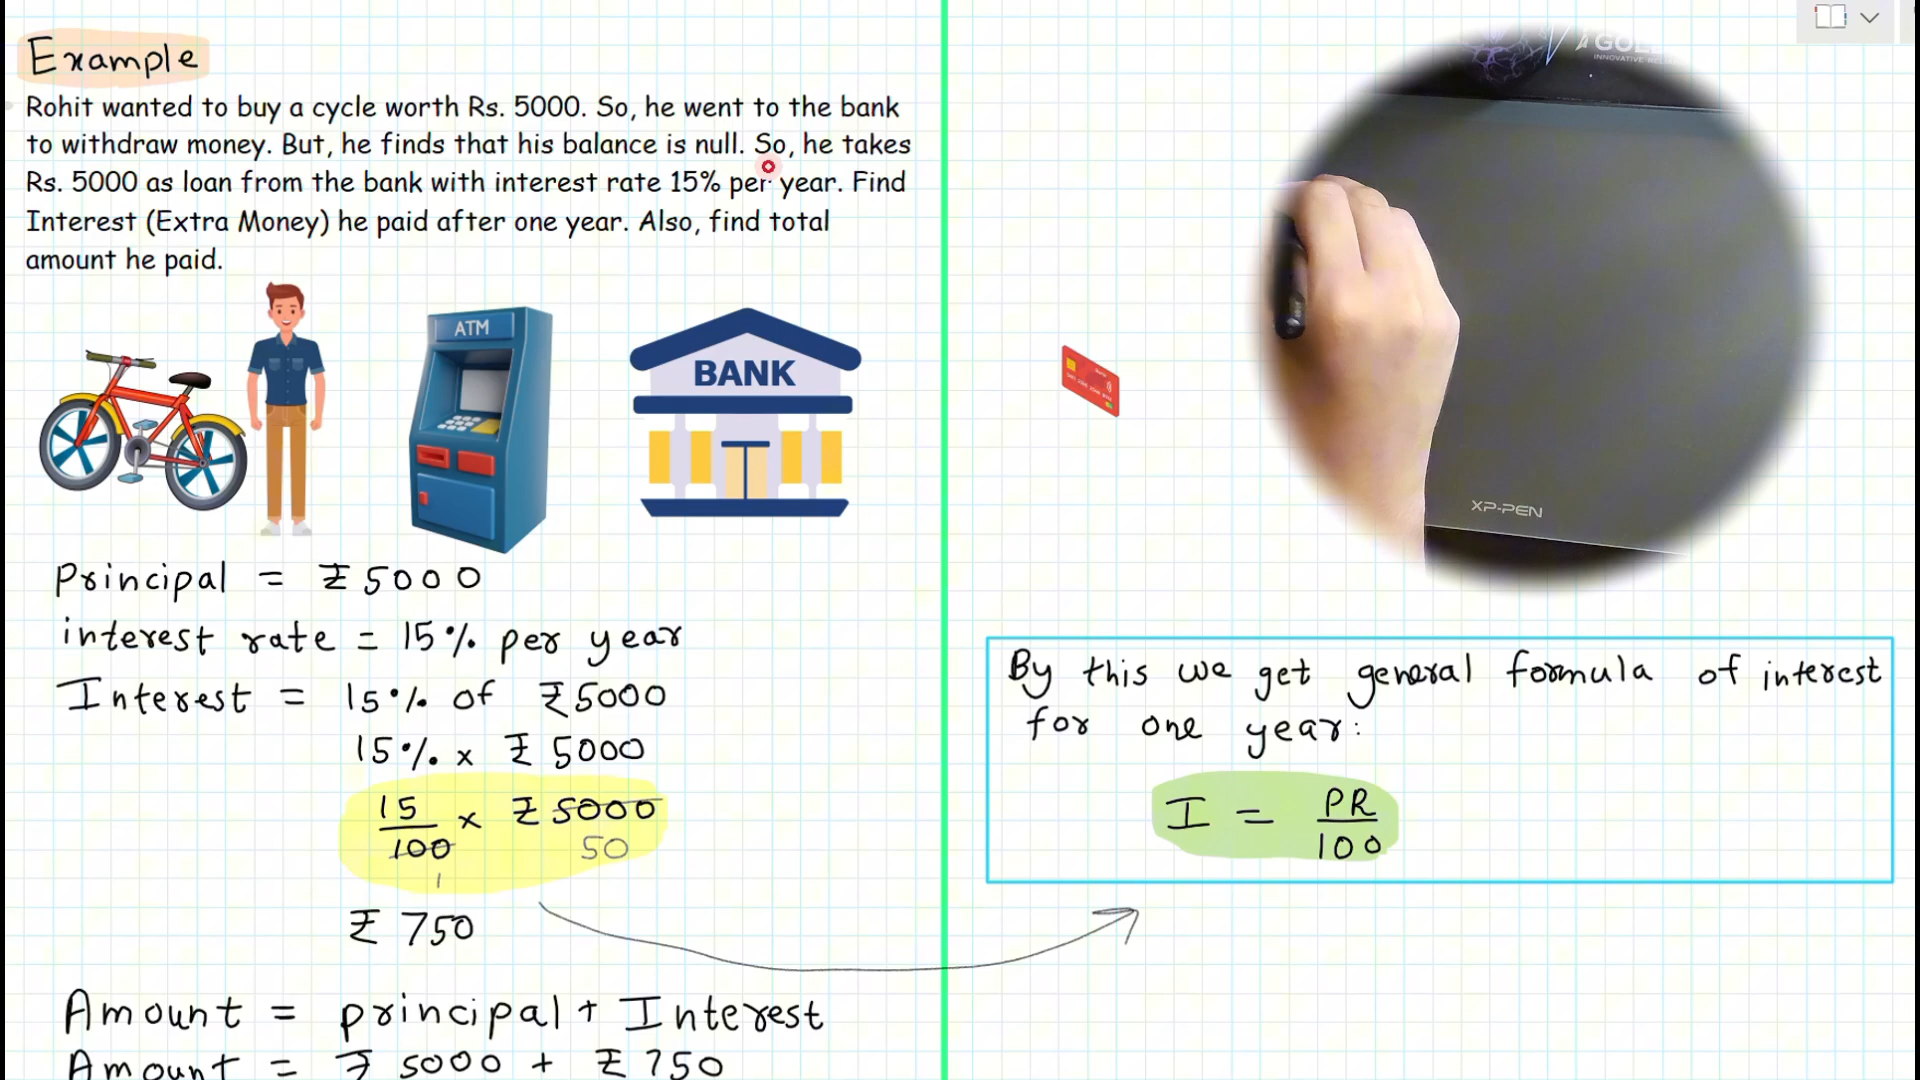 Example
Rohit wanted to buy a cycle worth Rs. 5000. So, he went to the bank
to withdraw money. But, he finds that his balance is null. So, he takes
Rs. 5000 as loan from the bank with interest rate 15% per year. Find
Interest (Extra Money) he paid after one year. Also, find total
amount he paid.
ATM
BANK
Principal = ₹ 5000
interest rate = 15% per year
Interest = 15% of ₹5000
15% × ₹ 5000
15/100 × ₹ 5000
50
1
₹ 750
Amount = principal + Interest
Amount = ₹ 5000 + ₹ 750
XP-PEN
By this we get general formula of interest
for one year:
I = PR/100